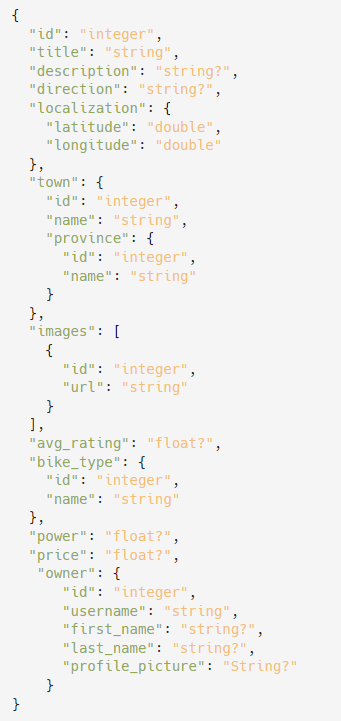 {
  "id": "integer",
  "title": "string",
  "description": "string?",
  "direction": "string?",
  "localization": {
    "latitude": "double",
    "longitude": "double"
  },
  "town": {
    "id": "integer",
    "name": "string",
    "province": {
      "id": "integer",
      "name": "string"
    }
  },
  "images": [
    {
      "id": "integer",
      "url": "string"
    }
  ],
  "avg_rating": "float?",
  "bike_type": {
    "id": "integer",
    "name": "string"
  },
  "power": "float?",
  "price": "float?",
   "owner": {
      "id": "integer",
      "username": "string",
      "first_name": "string?",
      "last_name": "string?",
      "profile_picture": "String?"
    }
}